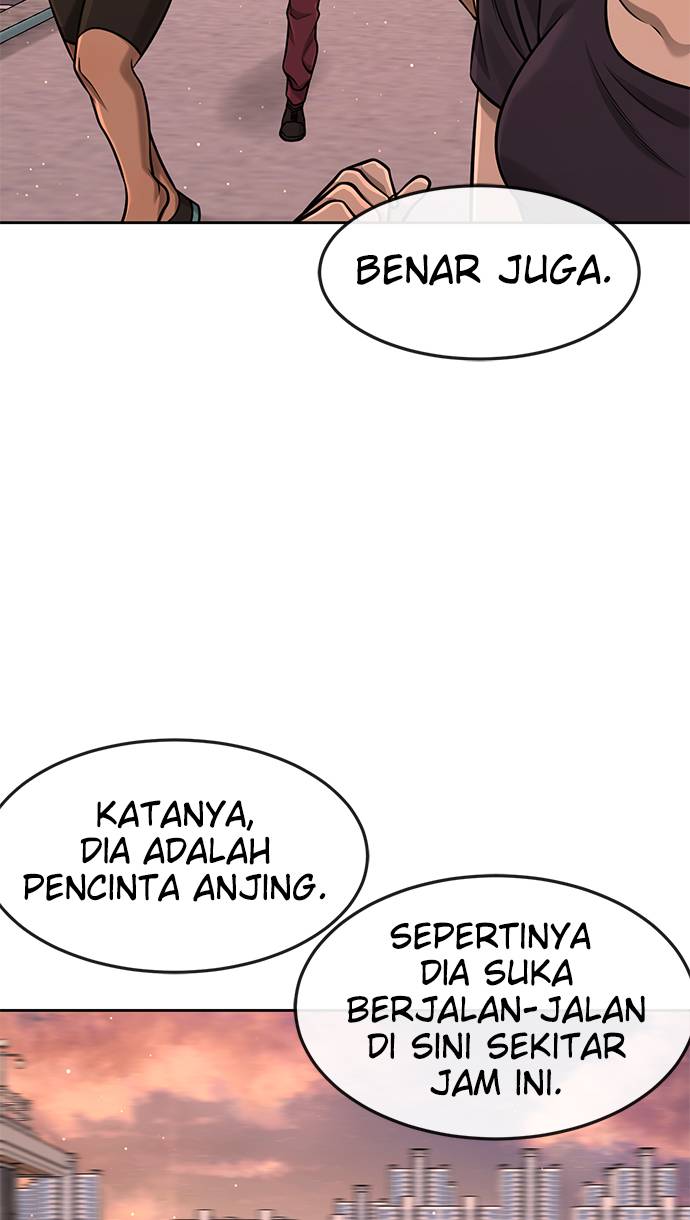 BENAR JUGA.
KATANYA,
DIA ADALAH
PENCINTA ANJING.
SEPERTINYA
DIA SUKA
BERJALAN-JALAN
DI SINI SEKITAR
JAM INI.